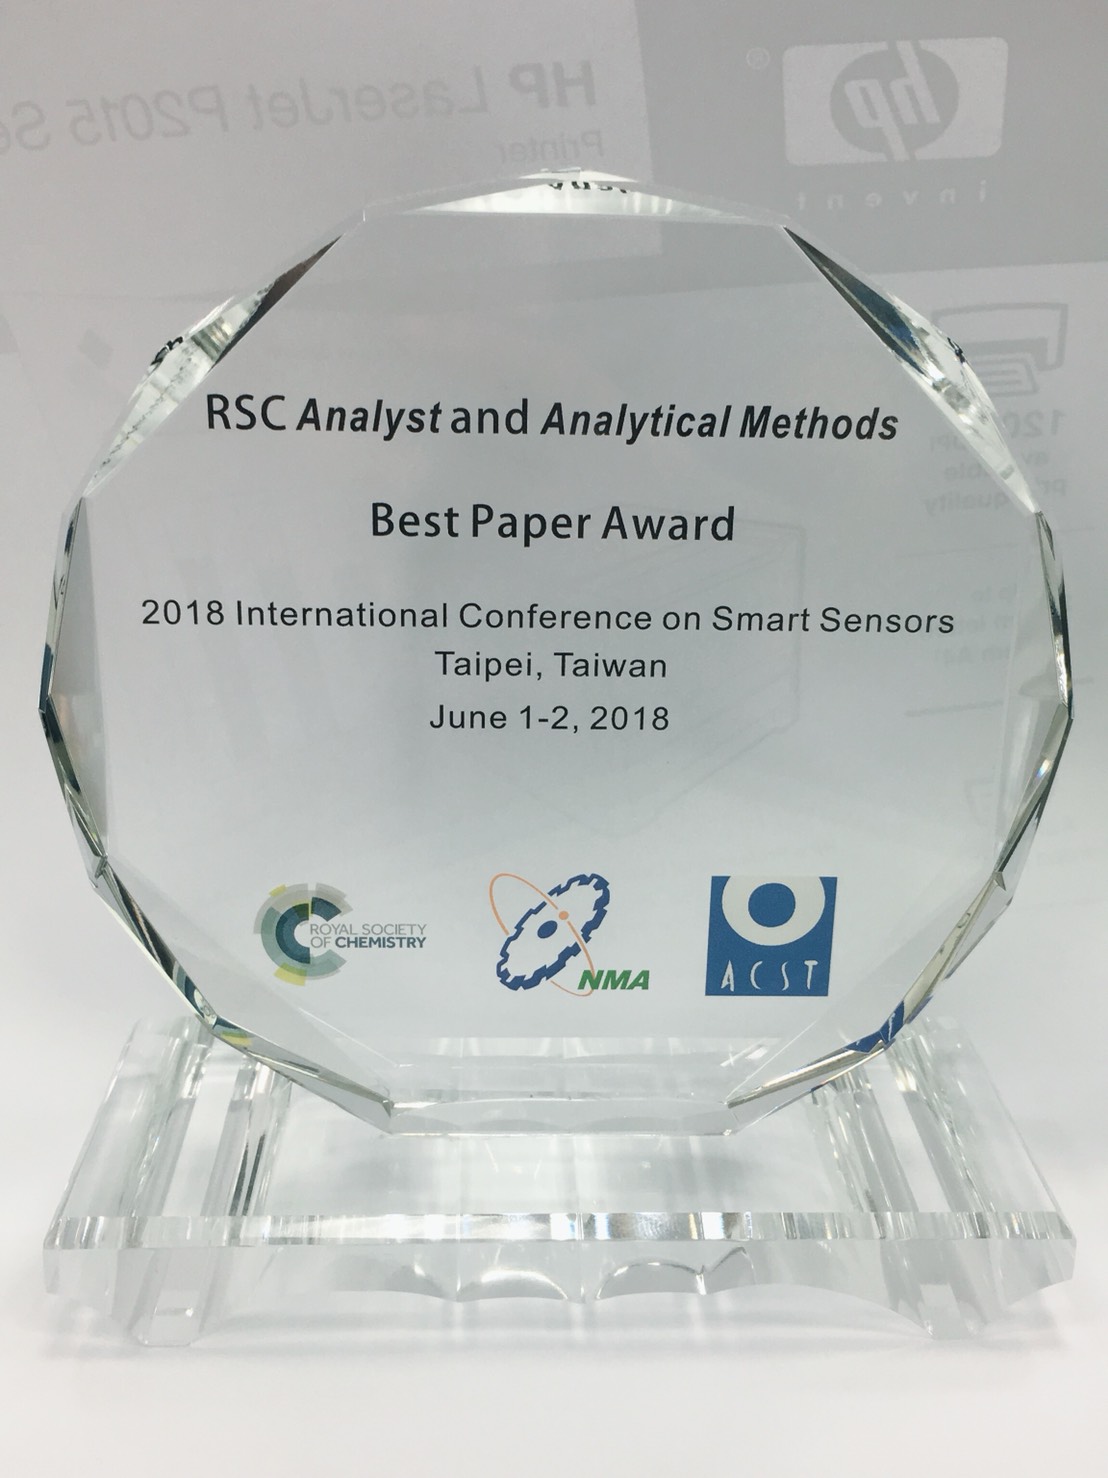 HP LaserJet P2015 Se
Printer
hp
®
invent
RSC Analyst and Analytical Methods
Best Paper Award
2018 International Conference on Smart Sensors
Taipei, Taiwan
June 1-2, 2018
ROYAL SOCIETY
OF CHEMISTRY
NMA
ACST